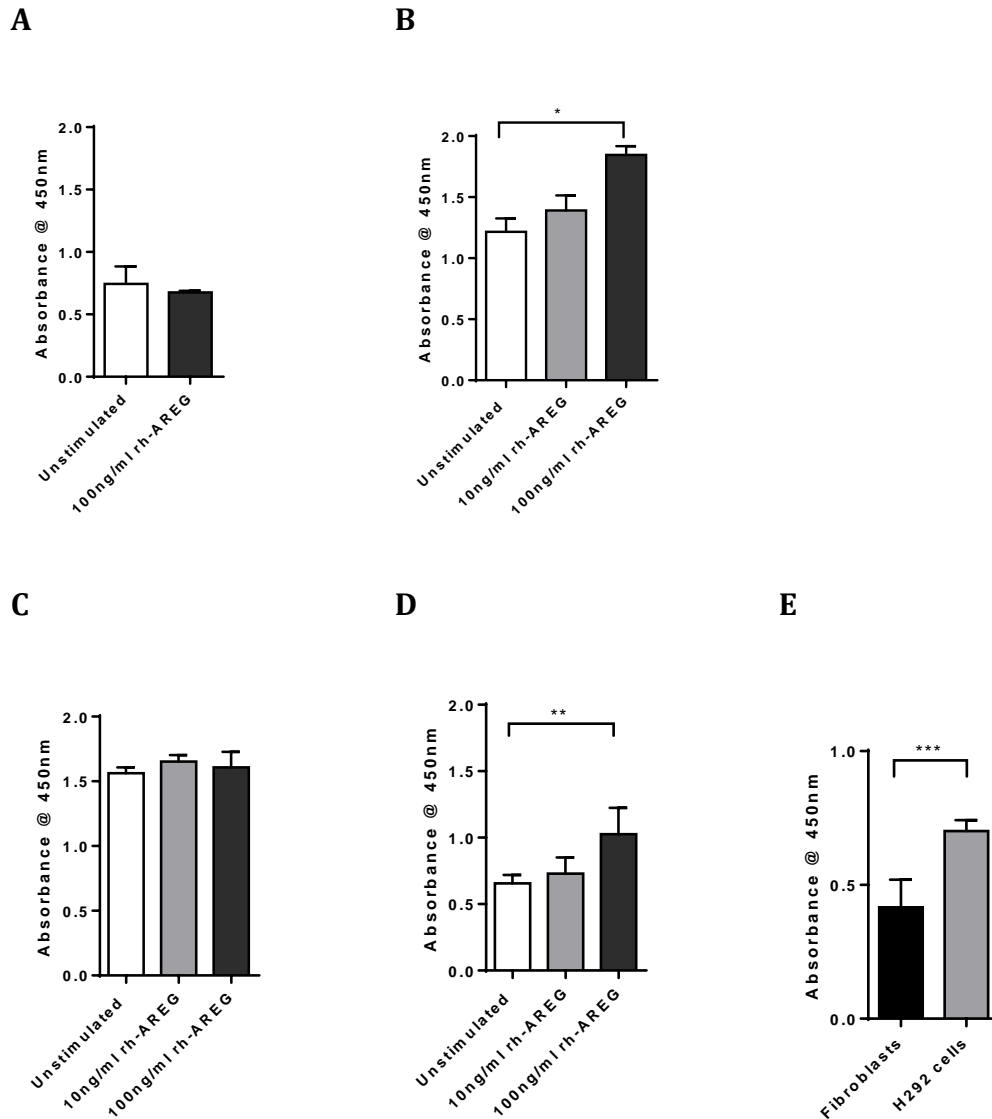 A
B
2.0
1.5
1.0
0.5
0.0
Absorbance @ 450nm
Unstimulated
100ng/ml rh-AREG
*
2.0
1.5
1.0
0.5
0.0
Absorbance @ 450nm
Unstimulated
10ng/ml rh-AREG
100ng/ml rh-AREG
C
D
E
2.0
1.5
1.0
0.5
0.0
Absorbance @ 450nm
Unstimulated
10ng/ml rh-AREG
100ng/ml rh-AREG
**
2.0
1.5
1.0
0.5
0.0
Absorbance @ 450nm
Unstimulated
10ng/ml rh-AREG
100ng/ml rh-AREG
***
1.0
0.5
0.0
Absorbance @ 450nm
Fibroblasts
H292 cells